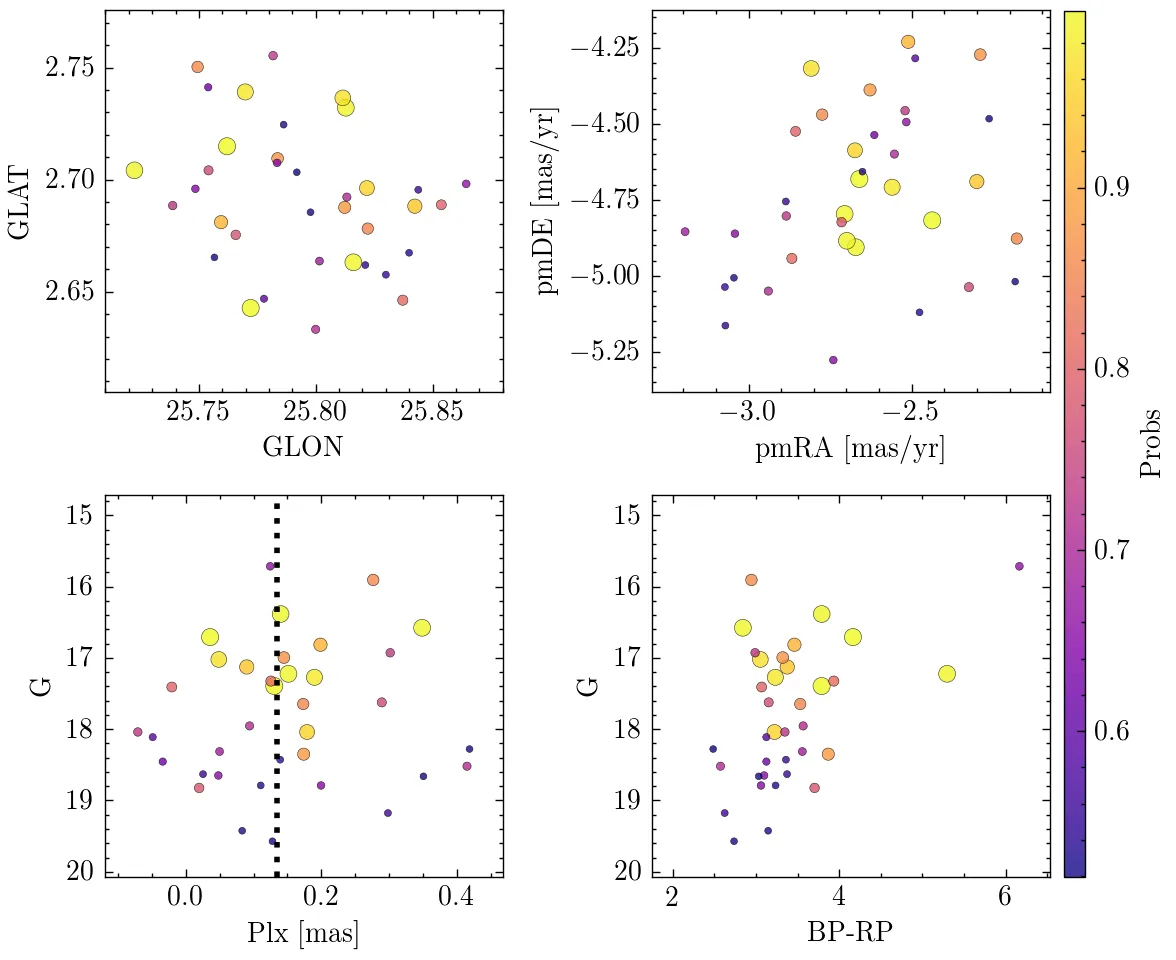 2.75
2.70
2.65
GLAT
25.75 25.80 25.85
GLON
−4.25
−4.50
−4.75
−5.00
−5.25
pmDE [mas/yr]
−3.0 −2.5
pmRA [mas/yr]
0.9
0.8
0.7
0.6
Probs
15
16
17
18
19
20
G
0.0 0.2 0.4
Plx [mas]
15
16
17
18
19
20
G
2 4 6
BP-RP